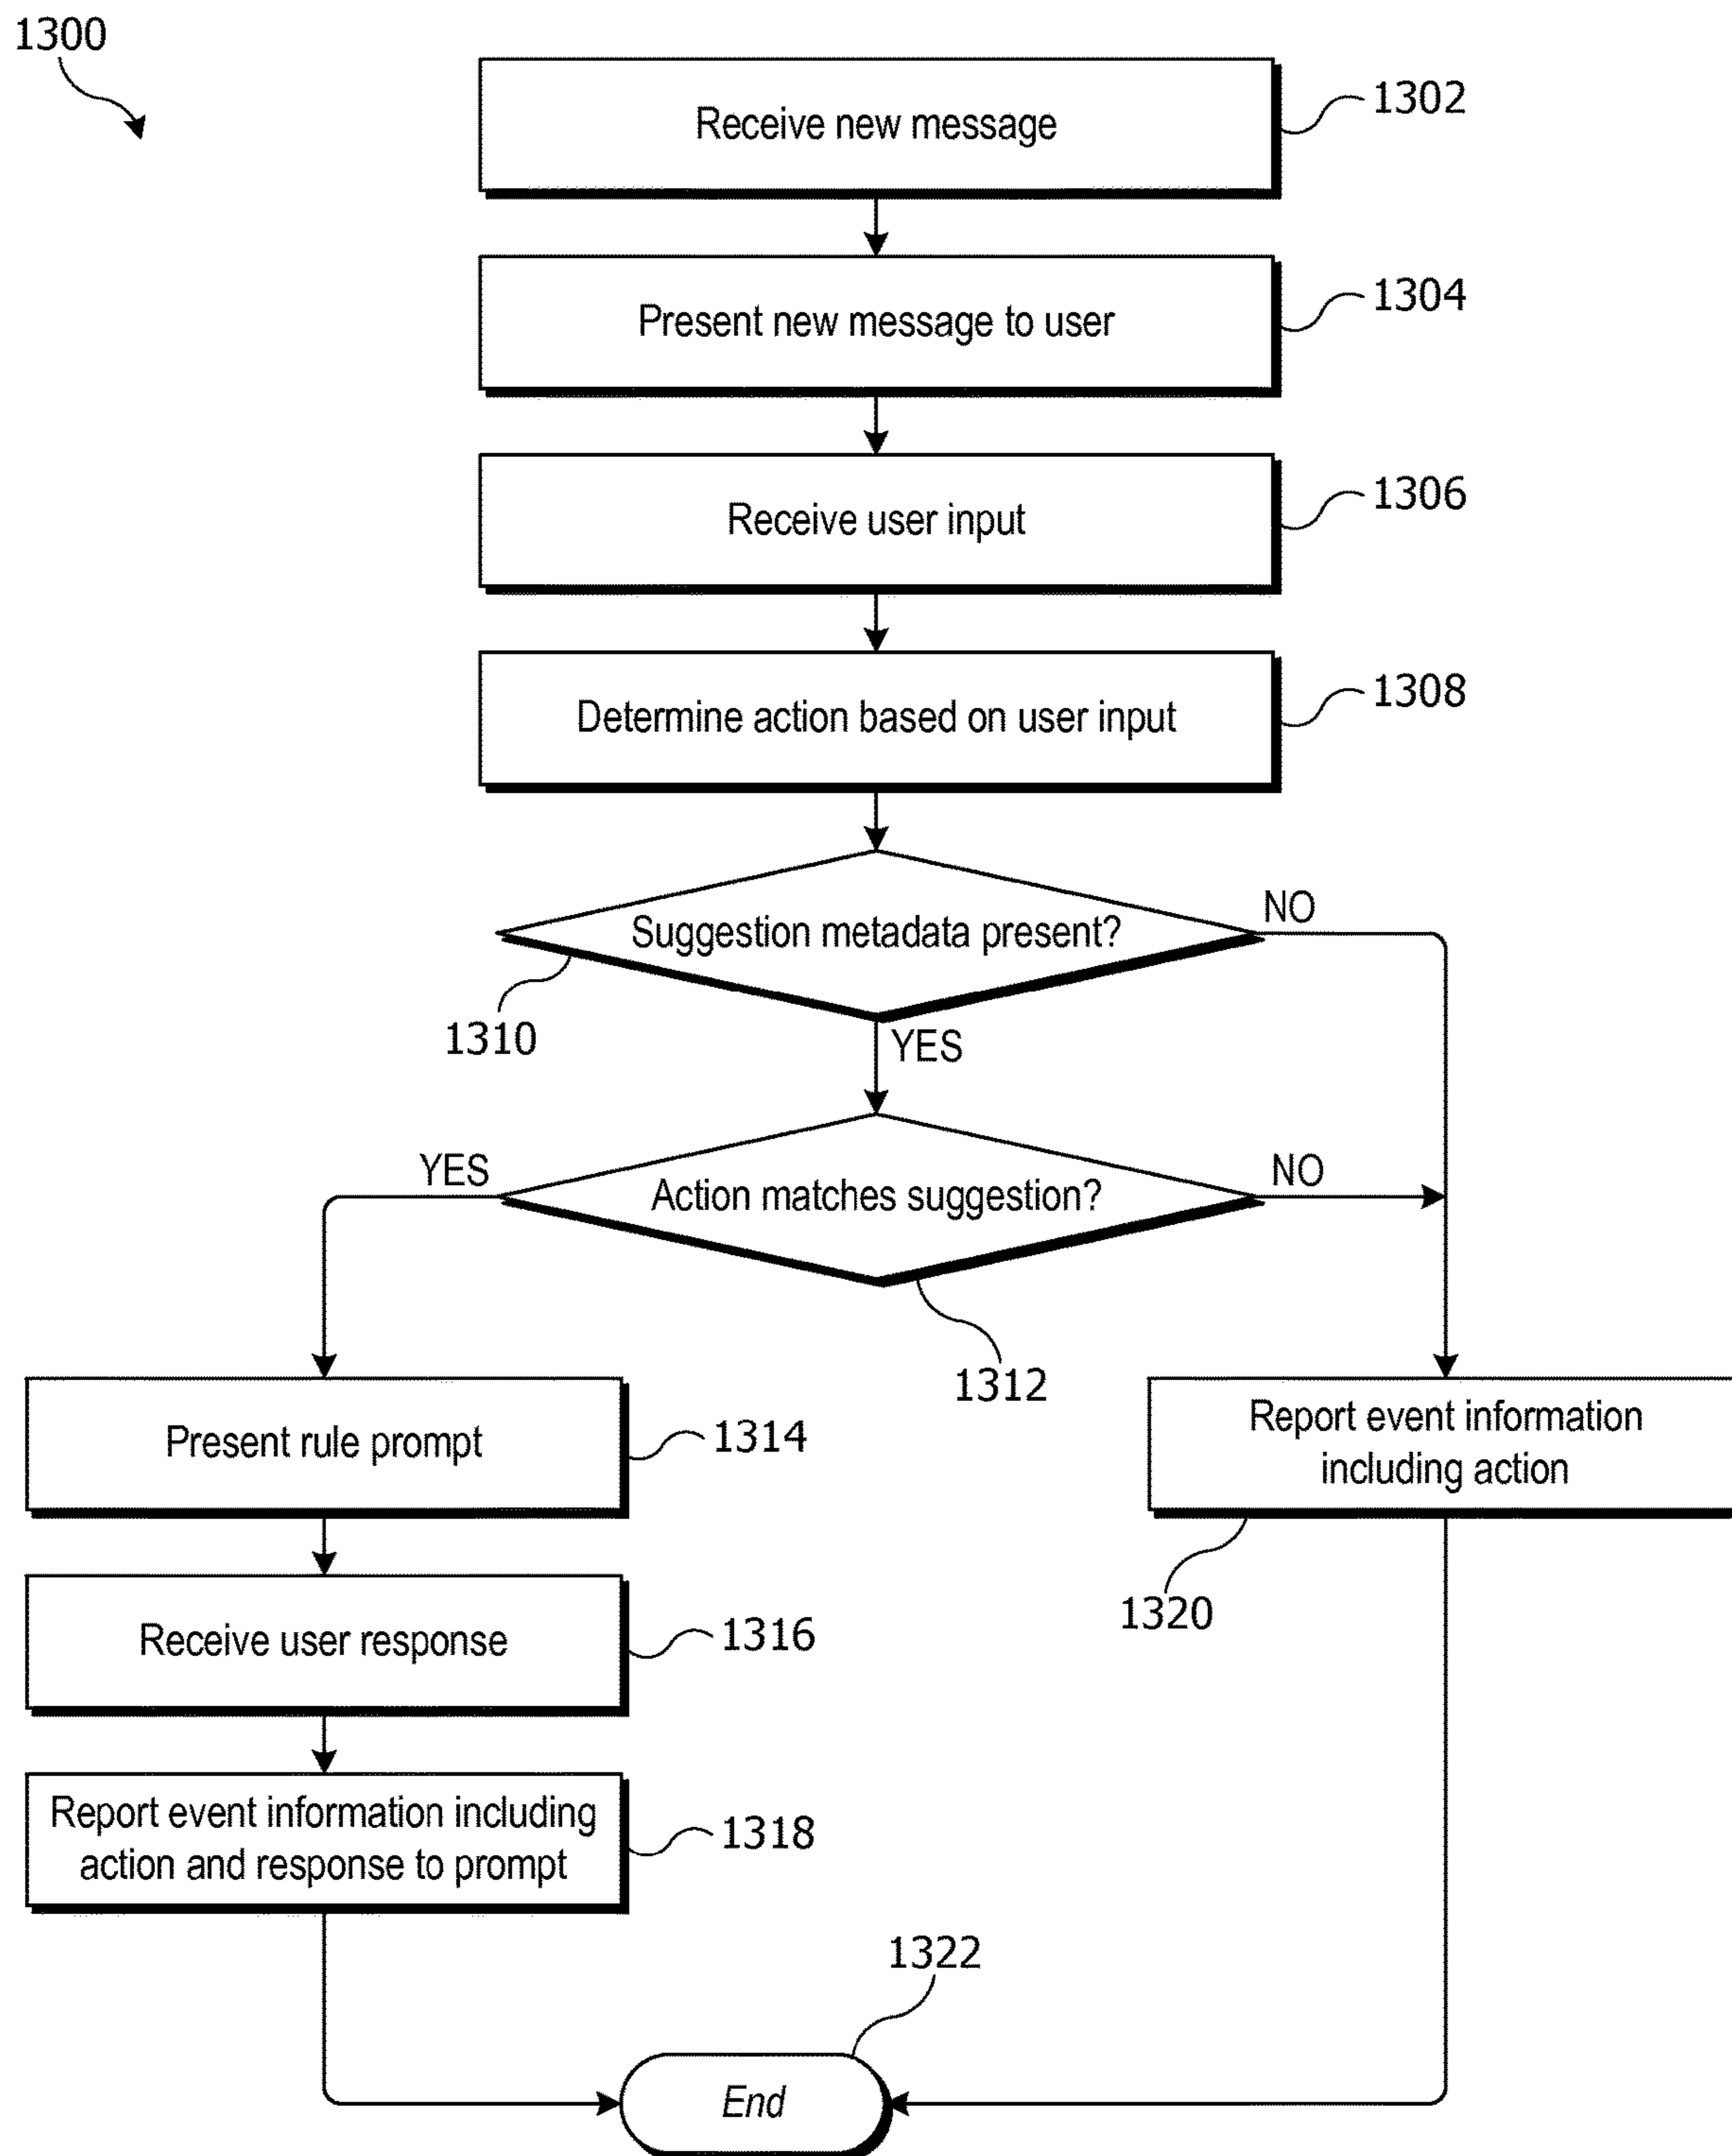 1300
Receive new message
1302
Present new message to user
1304
Receive user input
1306
Determine action based on user input
1308
Suggestion metadata present?
NO
1310
YES
YES
Action matches suggestion?
NO
1312
Present rule prompt
1314
Report event information
including action
1320
Receive user response
1316
Report event information including
action and response to prompt
1318
1322
End